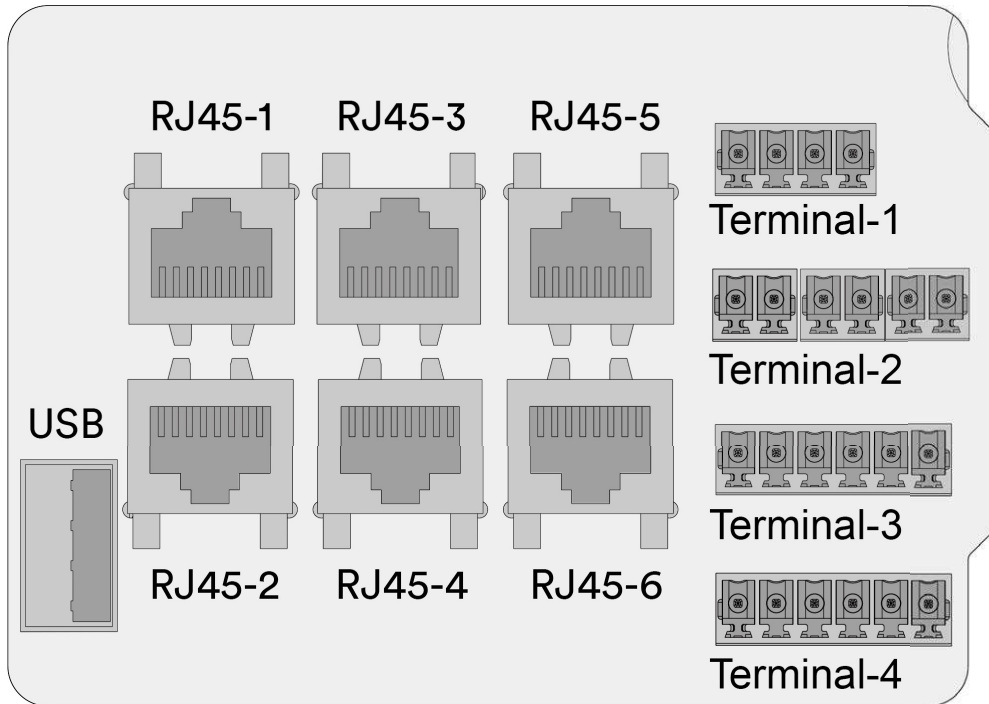 RJ45-1
RJ45-3
RJ45-5
Terminal-1
Terminal-2
USB
Terminal-3
RJ45-2
RJ45-4
RJ45-6
Terminal-4